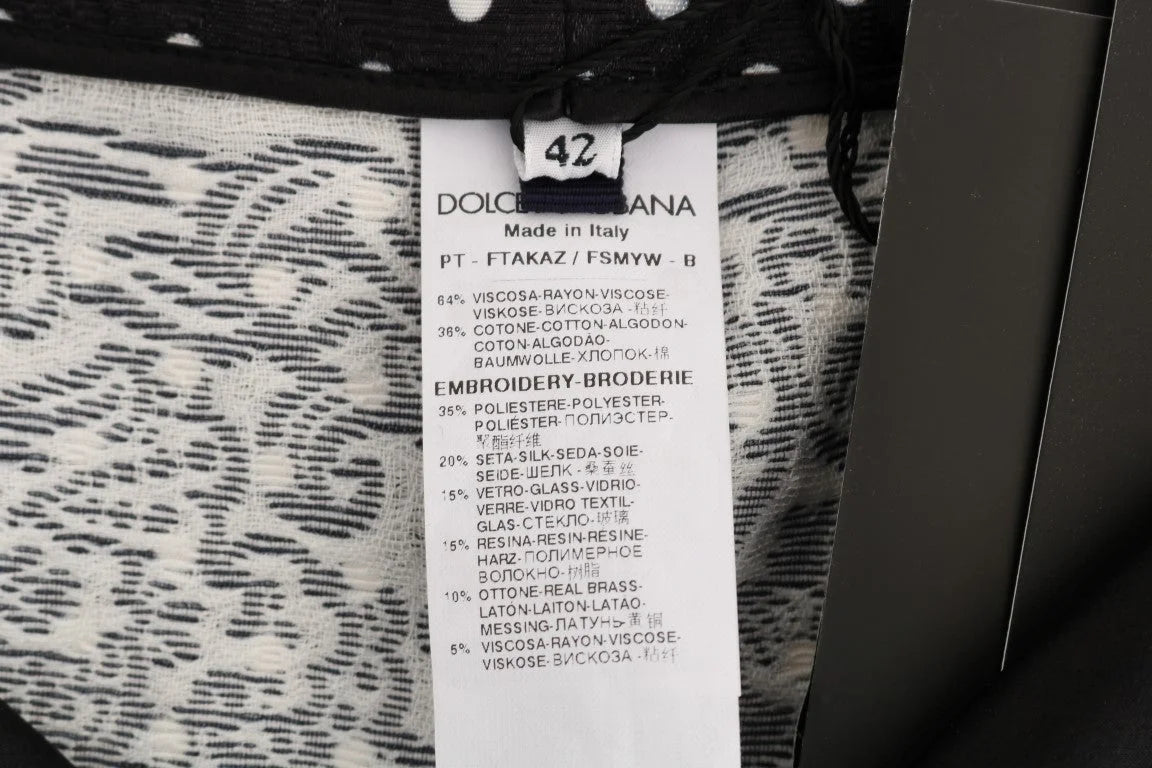 42
DOLCE BANA
Made in Italy
PT - FTAKAZ / FSMYW - B
64% VISCOSA-RAYON-VISCOSE-
VISKOSE-ВИСКОЗА -粘纤
36% COTONE-COTTON-ALGODON-
COTON-ALGODÃO-
BAUMWOLLE-ХЛОПОК-棉
EMBROIDERY-BRODERIE
35% POLIESTERE-POLYESTER-
POLIÉSTER-ПОЛИЭСТЕР-
聚酯纤维
20% SETA-SILK-SEDA-SOIE-
SEIDE-ШЕЛК -桑蚕丝
15% VETRO-GLASS-VIDRIO-
VERRE-VIDRO TEXTIL-
GLAS-СТЕКЛО-玻璃
15% RESINA-RESIN-RÉSINE-
HARZ-ПОЛИМЕРНОЕ
ВОЛОКНО-树脂
10% OTTONE-REAL BRASS-
LATÓN-LAITON-LATAO-
MESSING-ЛАТУНЬ-黄铜
5% VISCOSA-RAYON-VISCOSE-
VISKOSE-ВИСКОЗА -粘纤